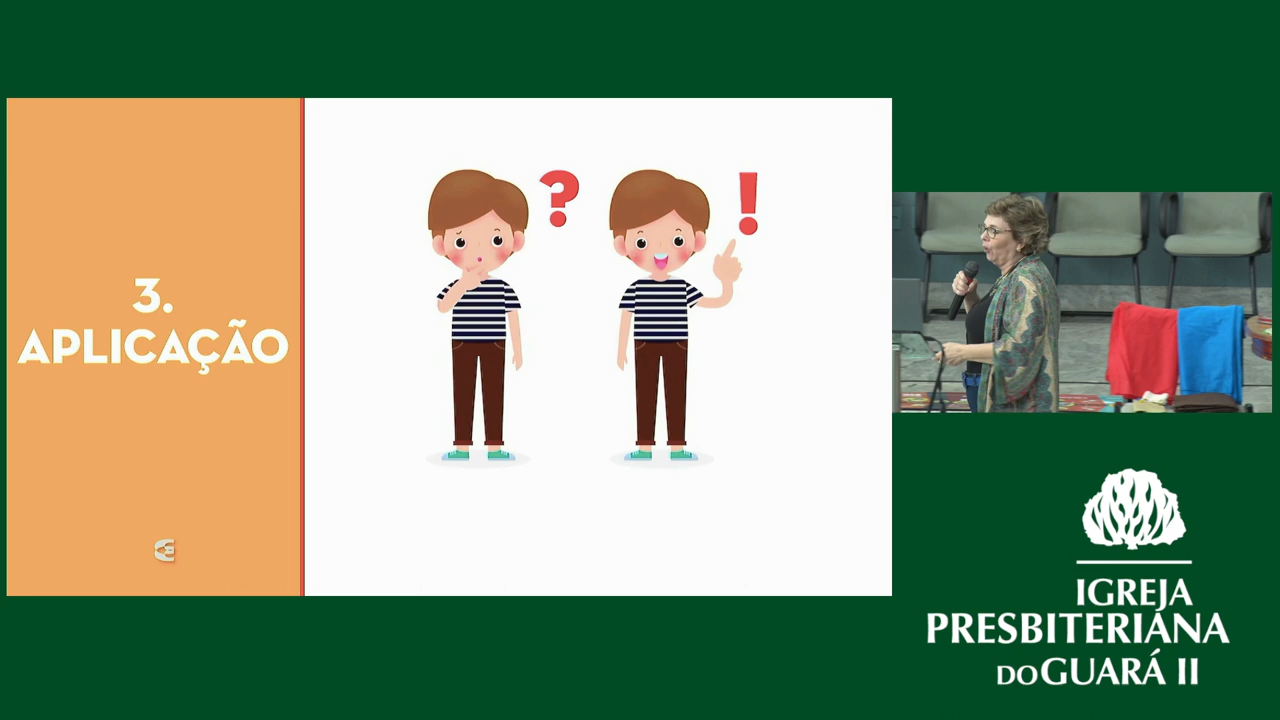 3.
APLICAÇÃO
?
!
IGREJA
PRESBITERIANA
DO GUARÁ II